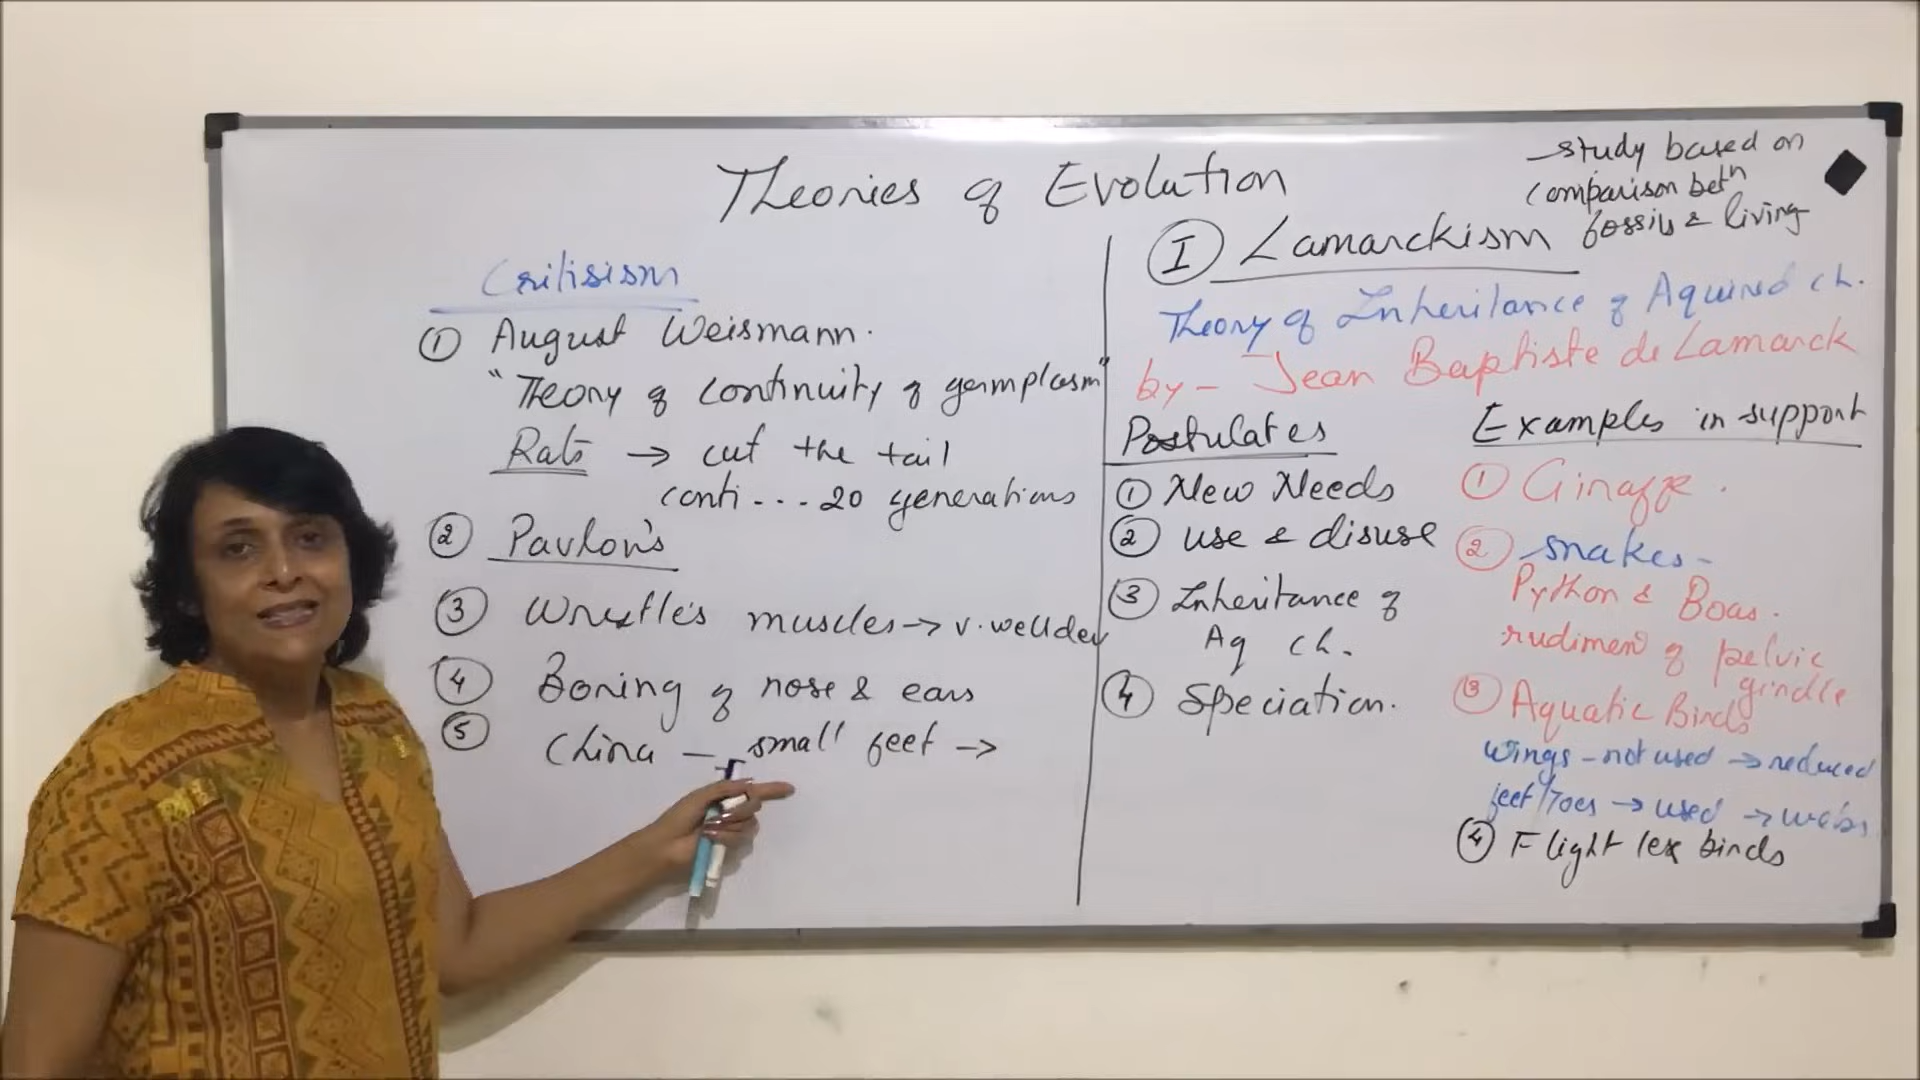 Theories of Evolution
Critisism
① August Weismann.
"Theory of continuity of germplasm"
Rats → cut the tail
conti ... 20 generations
② Pavlov's
③ Wrestle's muscles → v. well dev
④ Boring of nose & ears
⑤ China — small feet →
– study based on
comparison betn
fossils & living
Ⓘ Lamarckism
Theory of Inheritance of Aquired ch.
by – Jean Baptiste de Lamarck
Postulates
① New Needs
② use & disuse
③ Inheritance of
Aq ch.
④ Speciation.
Examples in support
① Giraffe.
② snakes –
Python & Boas.
rudimen of pelvic
girdle
③ Aquatic Birds
wings – not used → reduced
feet/Toes → used → webs
④ Flight less birds